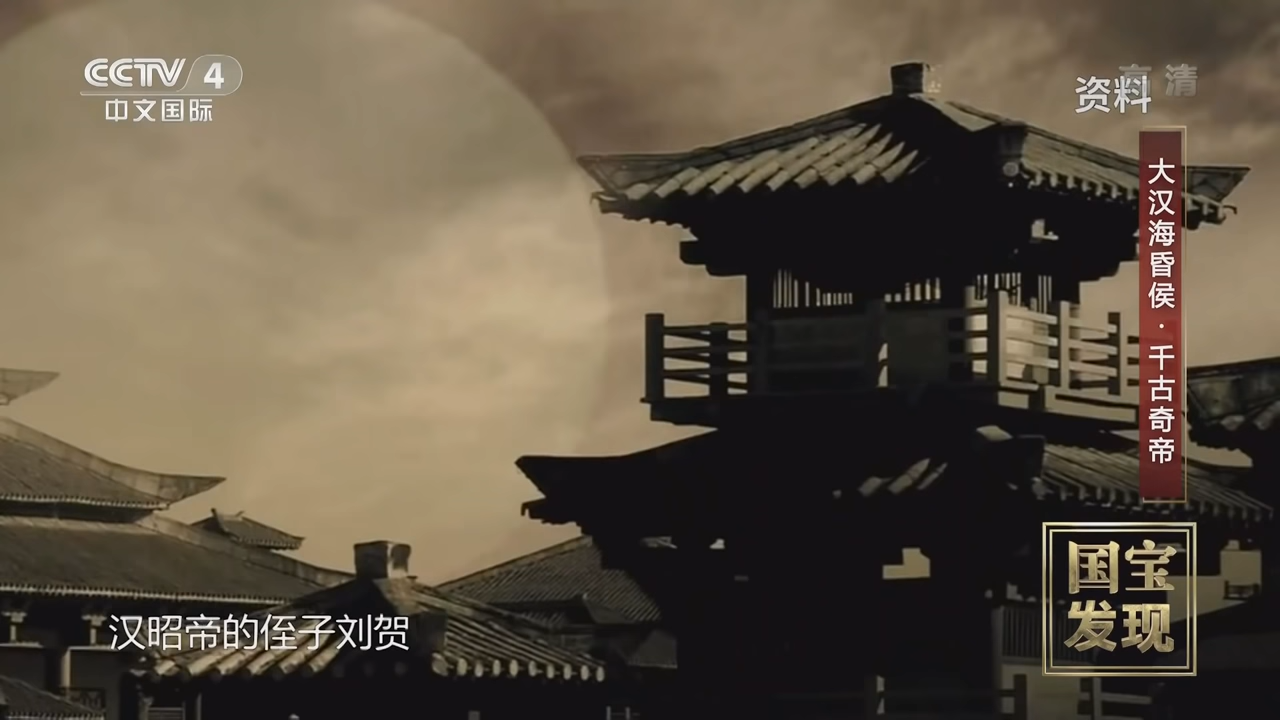 CCTV 4
中文国际
高清
资料
大汉海昏侯·千古奇帝
国宝
发现
汉昭帝的侄子刘贺